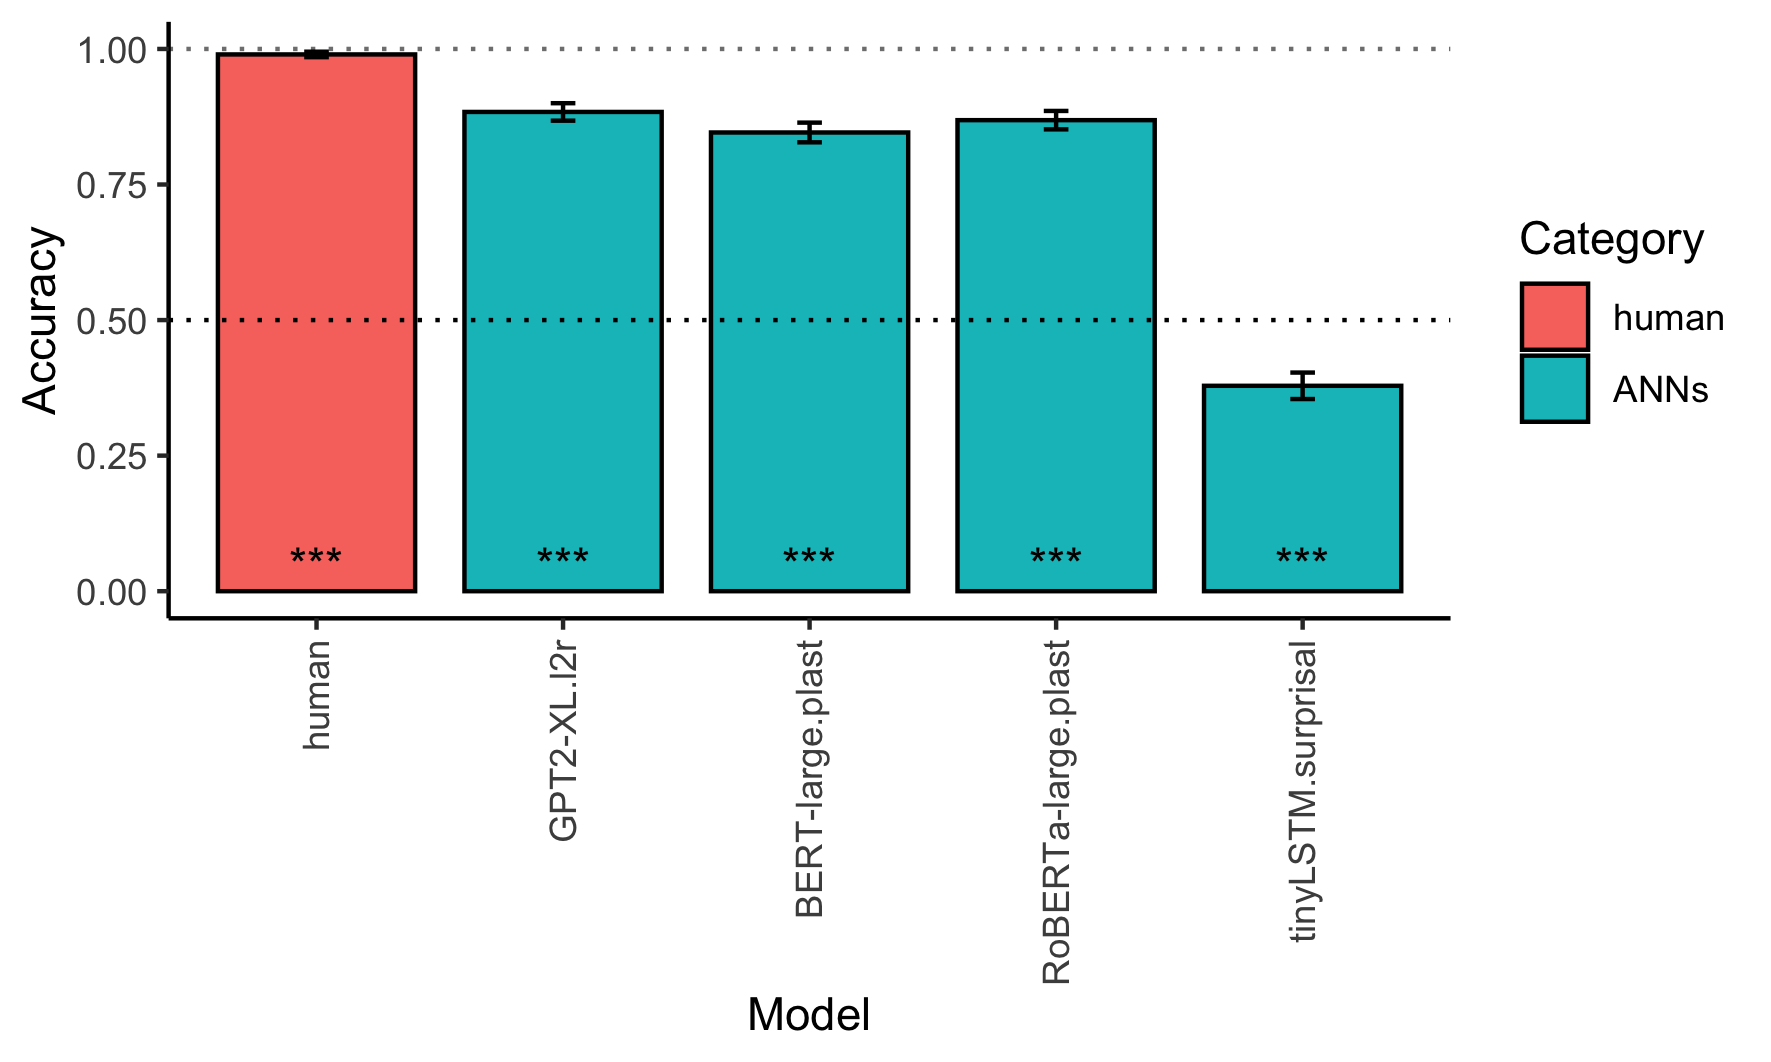 1.00
0.75
0.50
0.25
0.00
Accuracy
***
***
***
***
***
human
GPT2-XL.l2r
BERT-large.plast
RoBERTa-large.plast
tinyLSTM.surprisal
Model
Category
human
ANNs